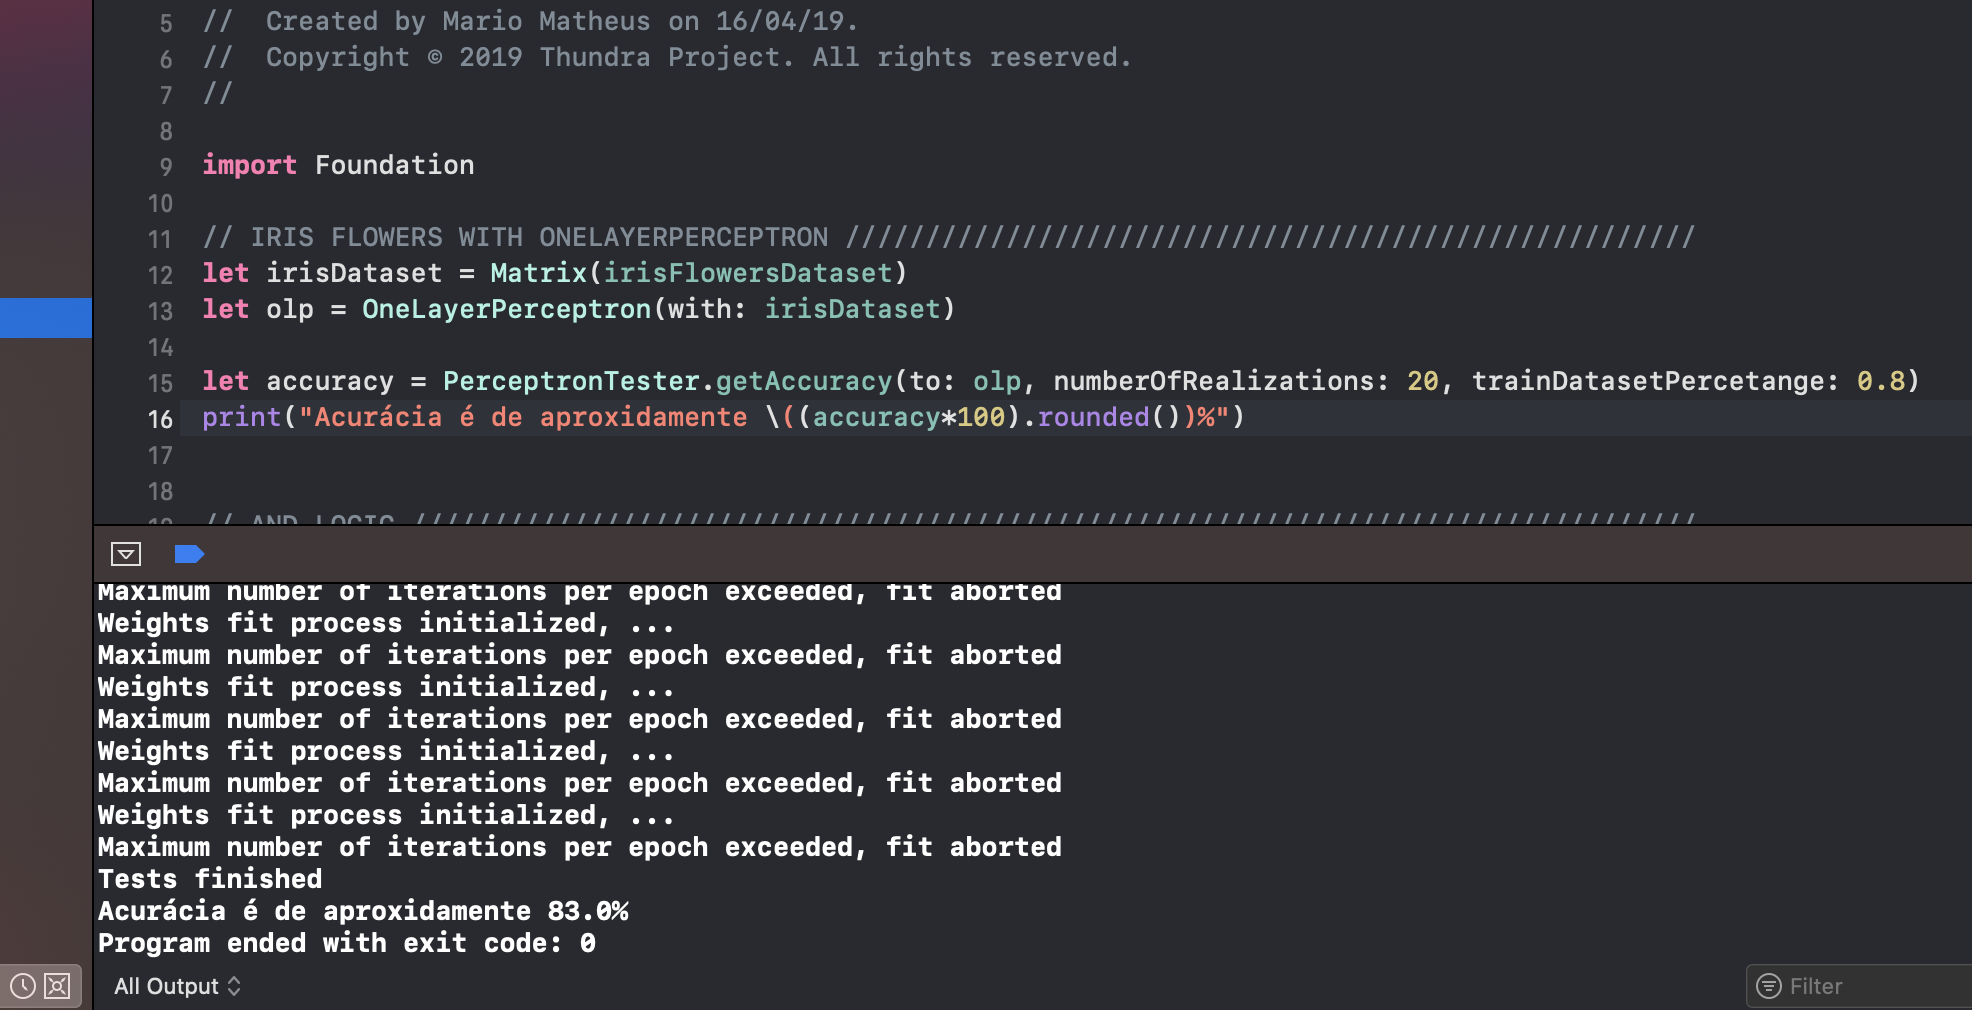 5 //  Created by Mario Matheus on 16/04/19.
6 //  Copyright © 2019 Thundra Project. All rights reserved.
7 //
8
9 import Foundation
10
11 // IRIS FLOWERS WITH ONELAYERPERCEPTRON /////////////////////////////////////////////////////
12 let irisDataset = Matrix(irisFlowersDataset)
13 let olp = OneLayerPerceptron(with: irisDataset)
14
15 let accuracy = PerceptronTester.getAccuracy(to: olp, numberOfRealizations: 20, trainDatasetPercetange: 0.8)
16 print("Acurácia é de aproxidamente \((accuracy*100).rounded())%")
17
18
19 // AND LOGIC ////////////////////////////////////////////////////////////////////////////////
Maximum number of iterations per epoch exceeded, fit aborted
Weights fit process initialized, ...
Maximum number of iterations per epoch exceeded, fit aborted
Weights fit process initialized, ...
Maximum number of iterations per epoch exceeded, fit aborted
Weights fit process initialized, ...
Maximum number of iterations per epoch exceeded, fit aborted
Weights fit process initialized, ...
Maximum number of iterations per epoch exceeded, fit aborted
Tests finished
Acurácia é de aproxidamente 83.0%
Program ended with exit code: 0
All Output
Filter